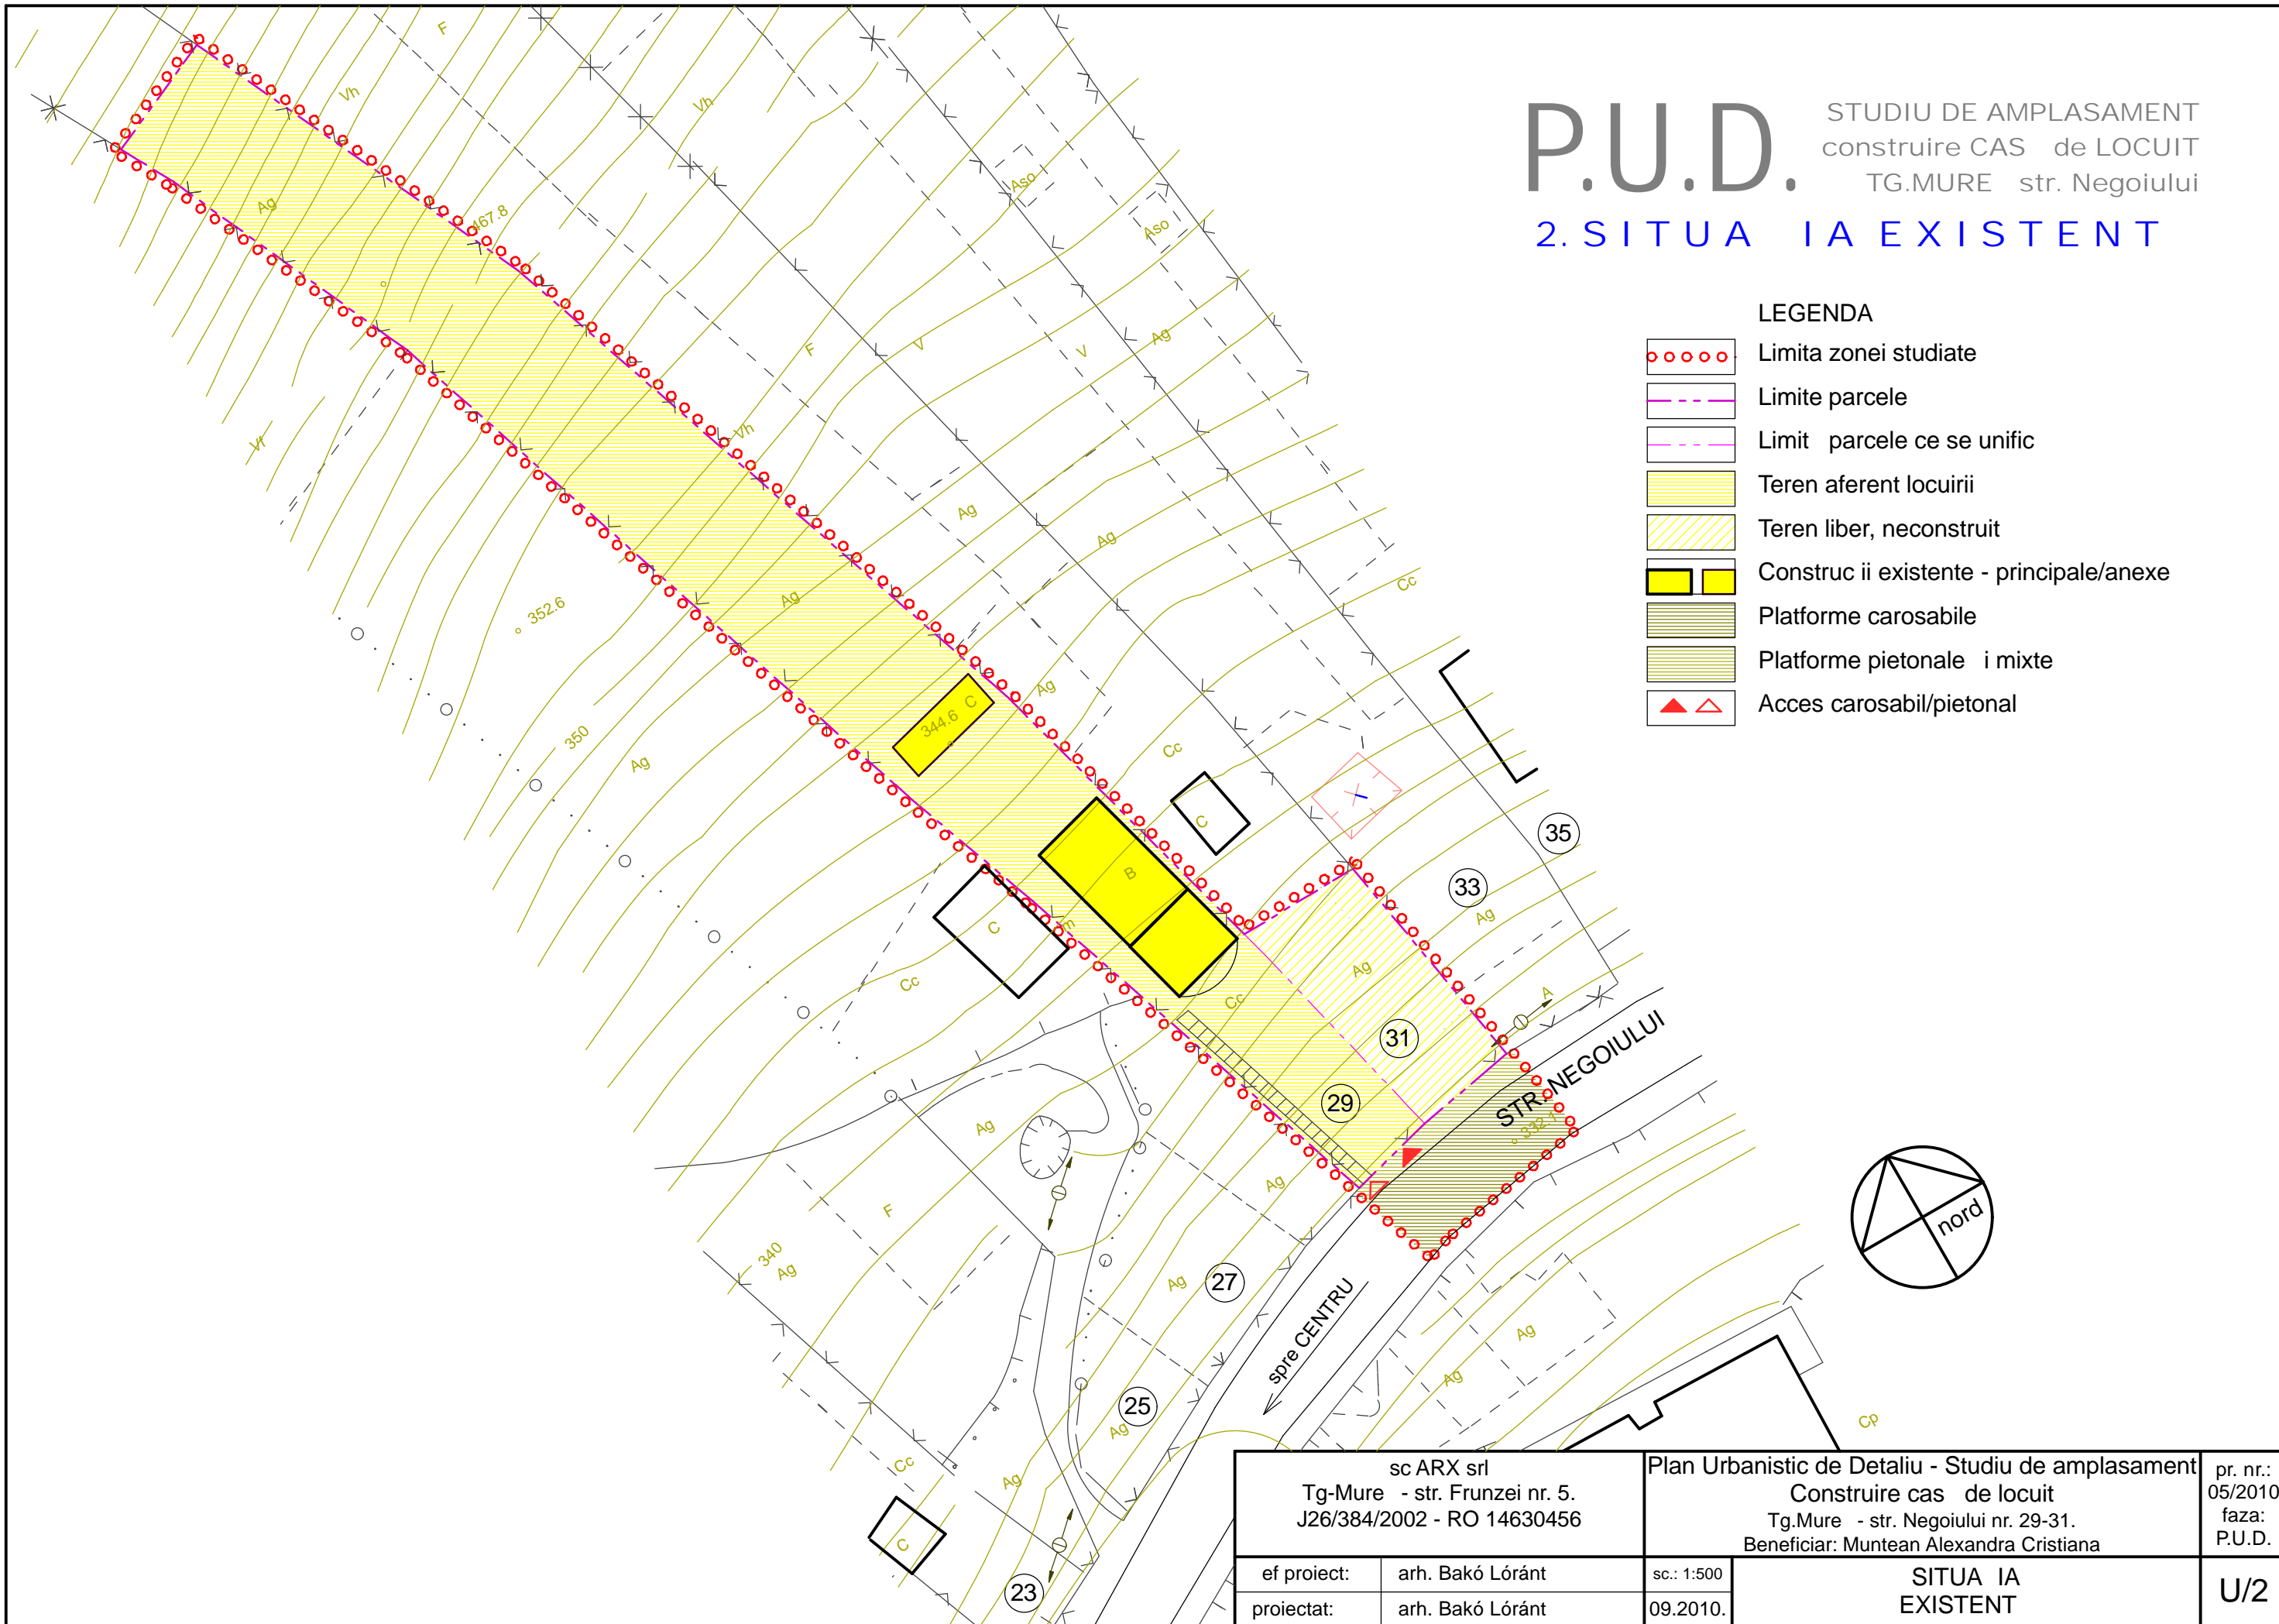 P.U.D.
STUDIU DE AMPLASAMENT
construire CAS de LOCUIT
TG.MURE str. Negoiului
2. SITUA IA EXISTENT
LEGENDA
Limita zonei studiate
Limite parcele
Limit parcele ce se unific
Teren aferent locuirii
Teren liber, neconstruit
Construc ii existente - principale/anexe
Platforme carosabile
Platforme pietonale i mixte
Acces carosabil/pietonal
F
Vh
Vh
Ag
467.8
Aso
Aso
F
V
V
Ag
Vh
Ag
Ag
Ag
Cc
352.6
350
Ag
344.6 C
Ag
Cc
C
B
C
m
Cc
Cc
35
33
Ag
Ag
A
31
29
STR. NEGOIULUI
332.1
nord
Ag
F
340
Ag
Ag
Ag
27
spre CENTRU
25
Ag
Ag
Ag
Cp
Cc
Ag
C
23
sc ARX srl
Tg-Mure - str. Frunzei nr. 5.
J26/384/2002 - RO 14630456
Plan Urbanistic de Detaliu - Studiu de amplasament
Construire cas de locuit
Tg.Mure - str. Negoiului nr. 29-31.
Beneficiar: Muntean Alexandra Cristiana
pr. nr.:
05/2010
faza:
P.U.D.
ef proiect:
arh. Bakó Lóránt
sc.: 1:500
SITUA IA
EXISTENT
U/2
proiectat:
arh. Bakó Lóránt
09.2010.